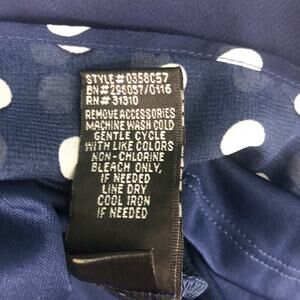 STYLE#0358C57
BN#296037/0116
RN#31310
REMOVE ACCESSORIES
MACHINE WASH COLD
GENTLE CYCLE
WITH LIKE COLORS
NON-CHLORINE
BLEACH ONLY,
IF NEEDED
LINE DRY
COOL IRON
IF NEEDED